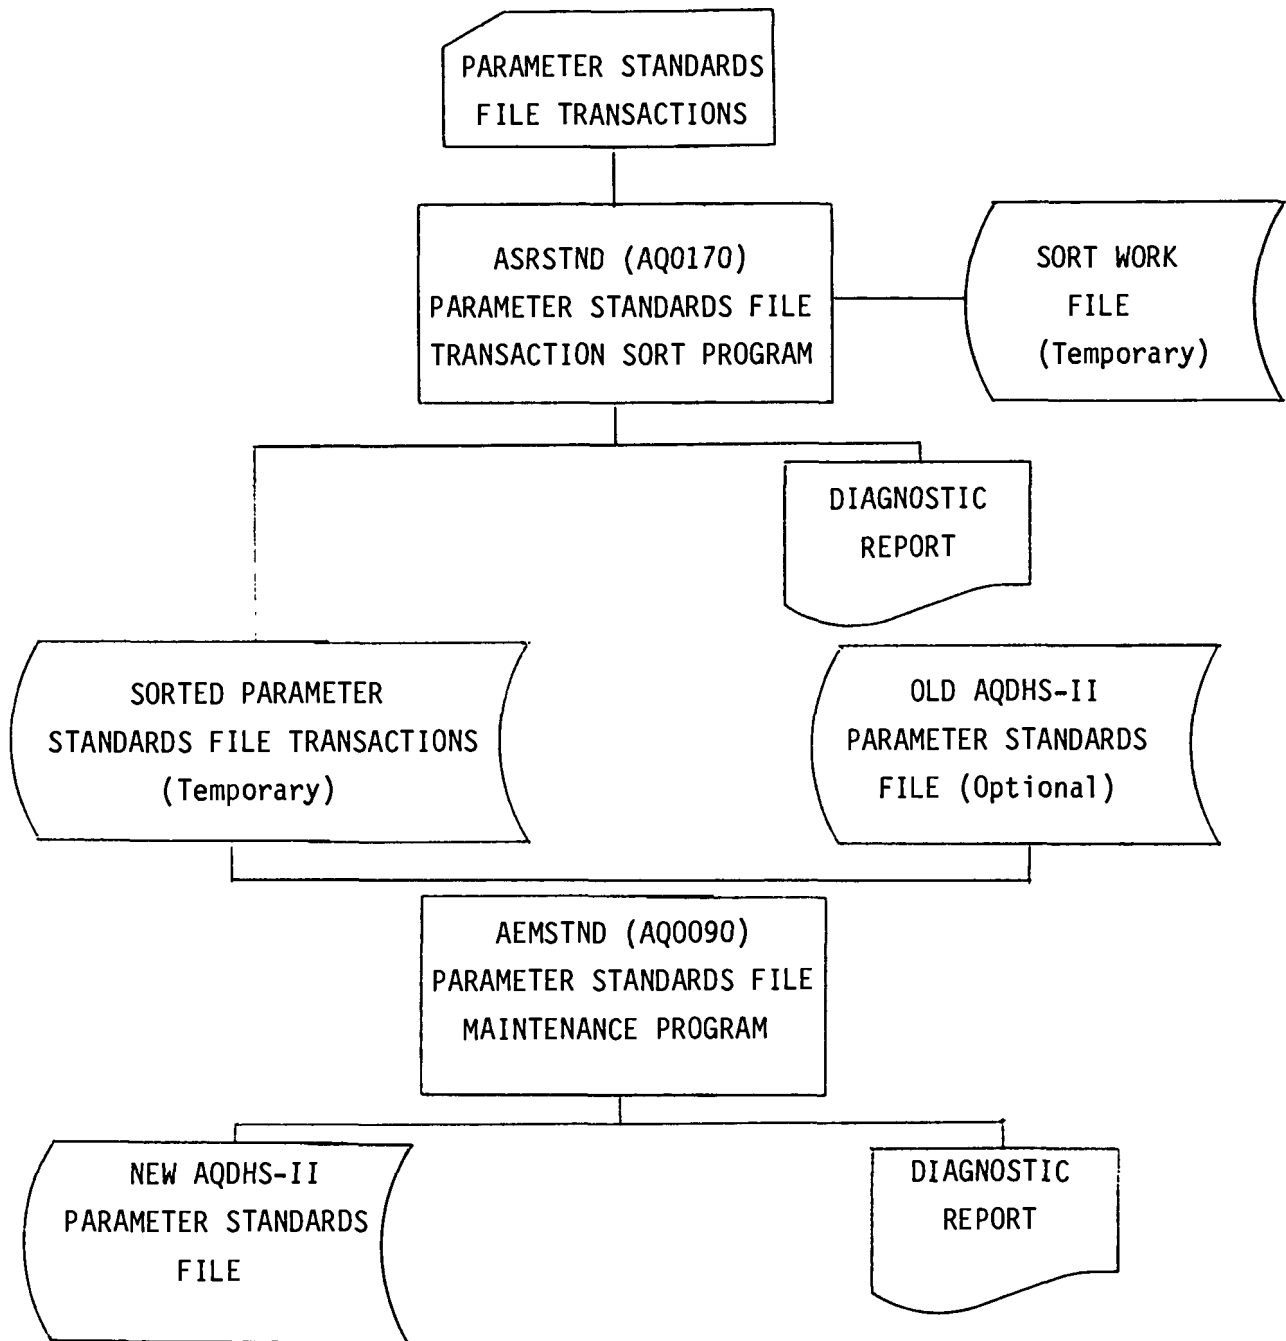 PARAMETER STANDARDS
FILE TRANSACTIONS
ASRSTND (AQ0170)
PARAMETER STANDARDS FILE
TRANSACTION SORT PROGRAM
SORT WORK
FILE
(Temporary)
DIAGNOSTIC
REPORT
SORTED PARAMETER
STANDARDS FILE TRANSACTIONS
(Temporary)
OLD AQDHS-II
PARAMETER STANDARDS
FILE (Optional)
AEMSTND (AQ0090)
PARAMETER STANDARDS FILE
MAINTENANCE PROGRAM
NEW AQDHS-II
PARAMETER STANDARDS
FILE
DIAGNOSTIC
REPORT